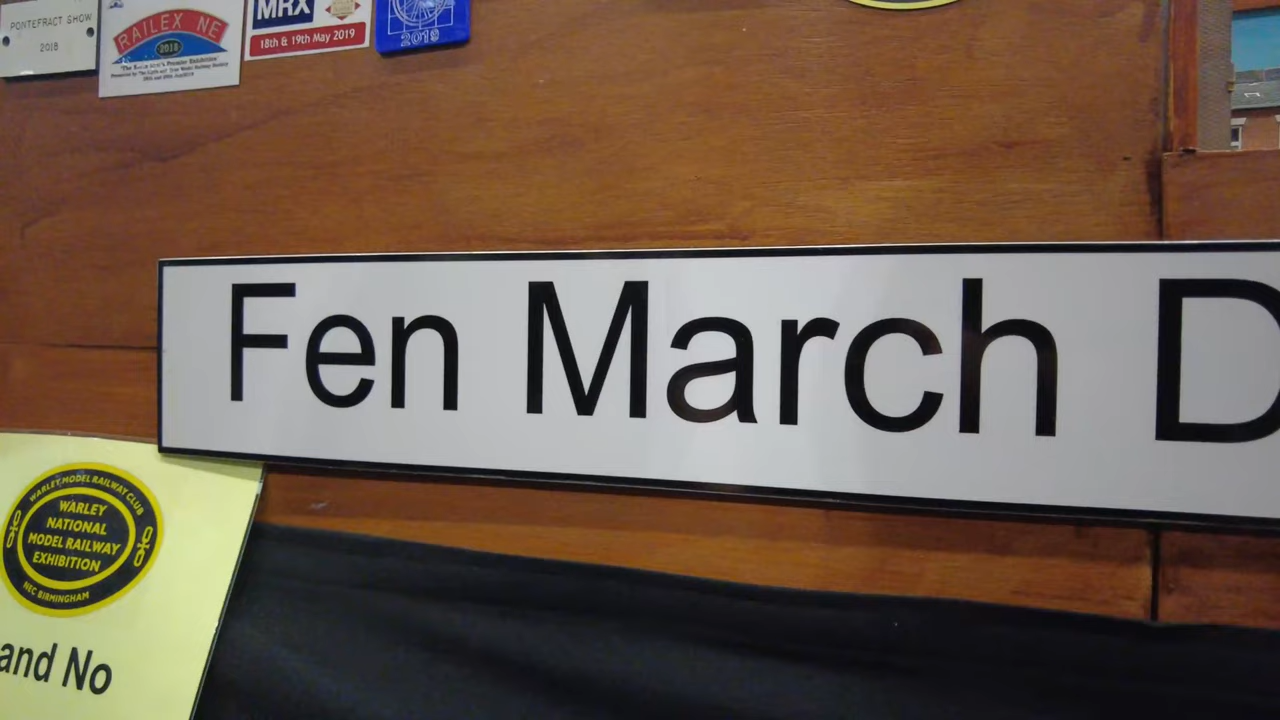 PONTEFRACT SHOW
2018
RAILEX NE
2018
MRX
18th & 19th May 2019
2019
Fen March D
WARLEY MODEL RAILWAY CLUB
WARLEY
NATIONAL
MODEL RAILWAY
EXHIBITION
NEC BIRMINGHAM
and No